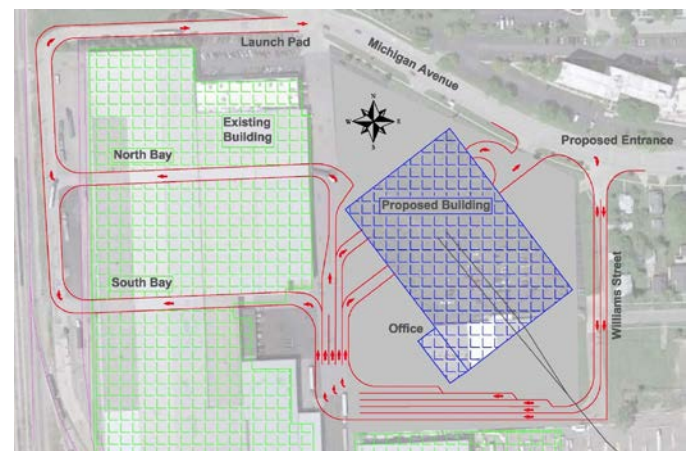 Launch Pad
Michigan Avenue
Existing
Building
N
W E
S
Proposed Entrance
North Bay
Proposed Building
South Bay
Office
Williams Street